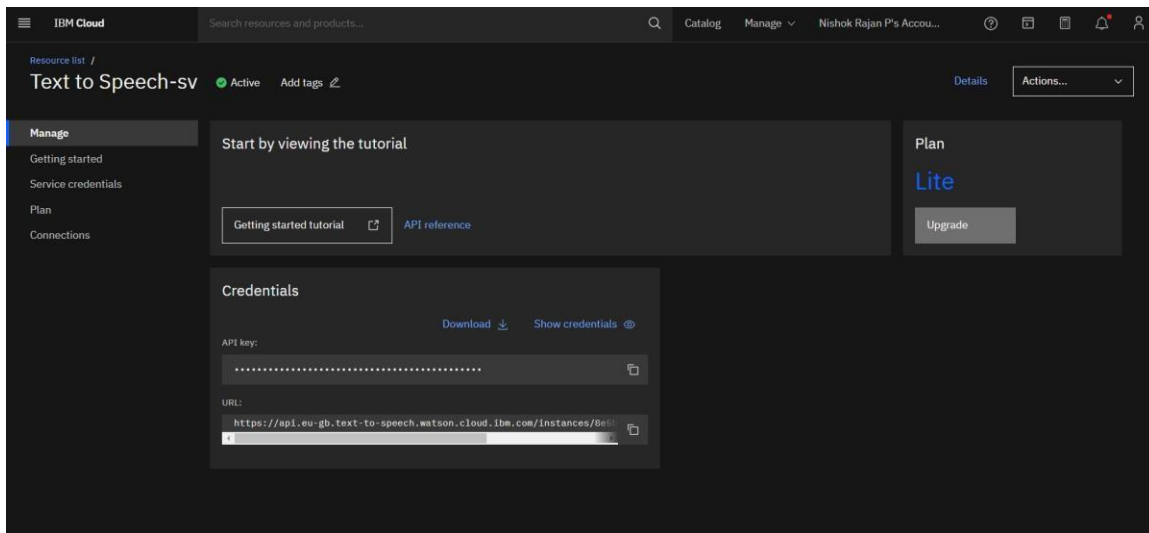 IBM Cloud
Search resources and products...
Catalog
Manage
Nishok Rajan P's Accou...
Resource list /
Text to Speech-sv
Active
Add tags
Details
Actions...
Manage
Getting started
Service credentials
Plan
Connections
Start by viewing the tutorial
Getting started tutorial
API reference
Plan
Lite
Upgrade
Credentials
Download
Show credentials
API key:
••••••••••••••••••••••••••••••••••••••••••••
URL:
https://api.eu-gb.text-to-speech.watson.cloud.ibm.com/instances/8e5